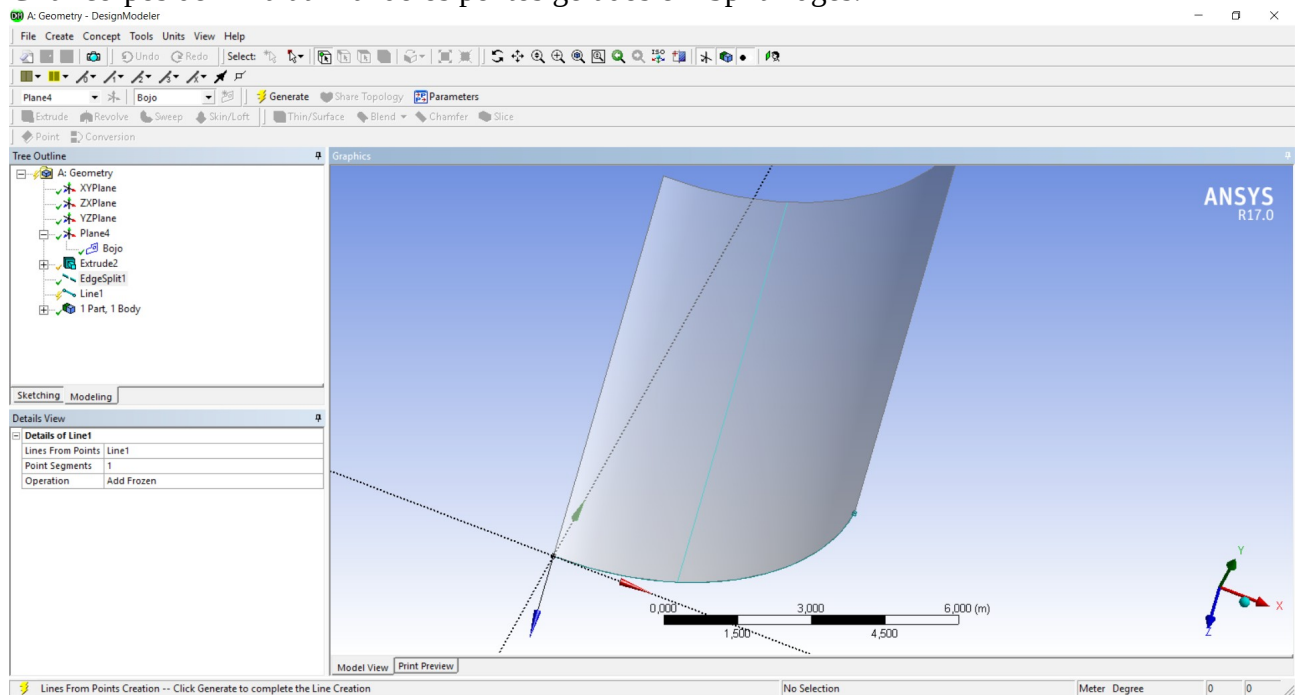 A: Geometry - DesignModeler
File Create Concept Tools Units View Help
Undo Redo Select:
Plane4 Bojo Generate Share Topology Parameters
Extrude Revolve Sweep Skin/Loft Thin/Surface Blend Chamfer Slice
Point Conversion
Tree Outline
A: Geometry
XYPlane
ZXPlane
YZPlane
Plane4
Bojo
Extrude2
EdgeSplit1
Line1
1 Part, 1 Body
Sketching Modeling
Details View
Details of Line1
Lines From Points Line1
Point Segments 1
Operation Add Frozen
Graphics
ANSYS
R17.0
Y
X
Z
0,000 3,000 6,000 (m)
1,500 4,500
Model View Print Preview
Lines From Points Creation -- Click Generate to complete the Line Creation No Selection Meter Degree 0 0